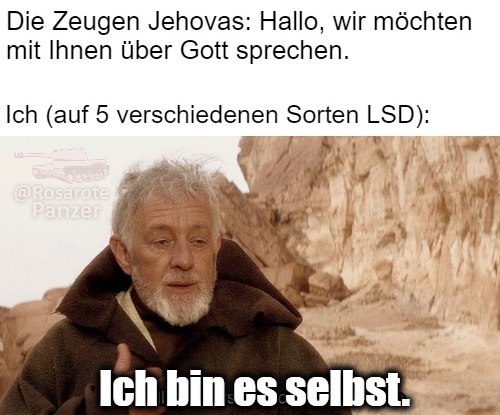 Die Zeugen Jehovas: Hallo, wir möchten
mit Ihnen über Gott sprechen.
Ich (auf 5 verschiedenen Sorten LSD):
@Rosarote
Panzer
Ich bin es selbst.